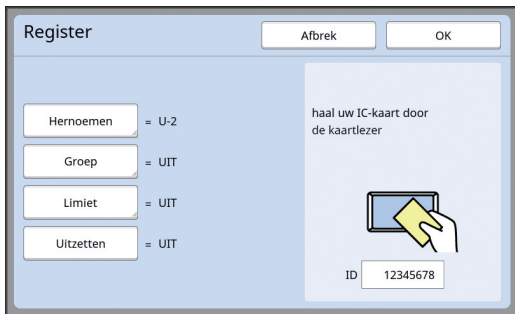 Register
Afbrek
OK
Hernoemen = U-2
Groep = UIT
Limiet = UIT
Uitzetten = UIT
haal uw IC-kaart door
de kaartlezer
ID 12345678